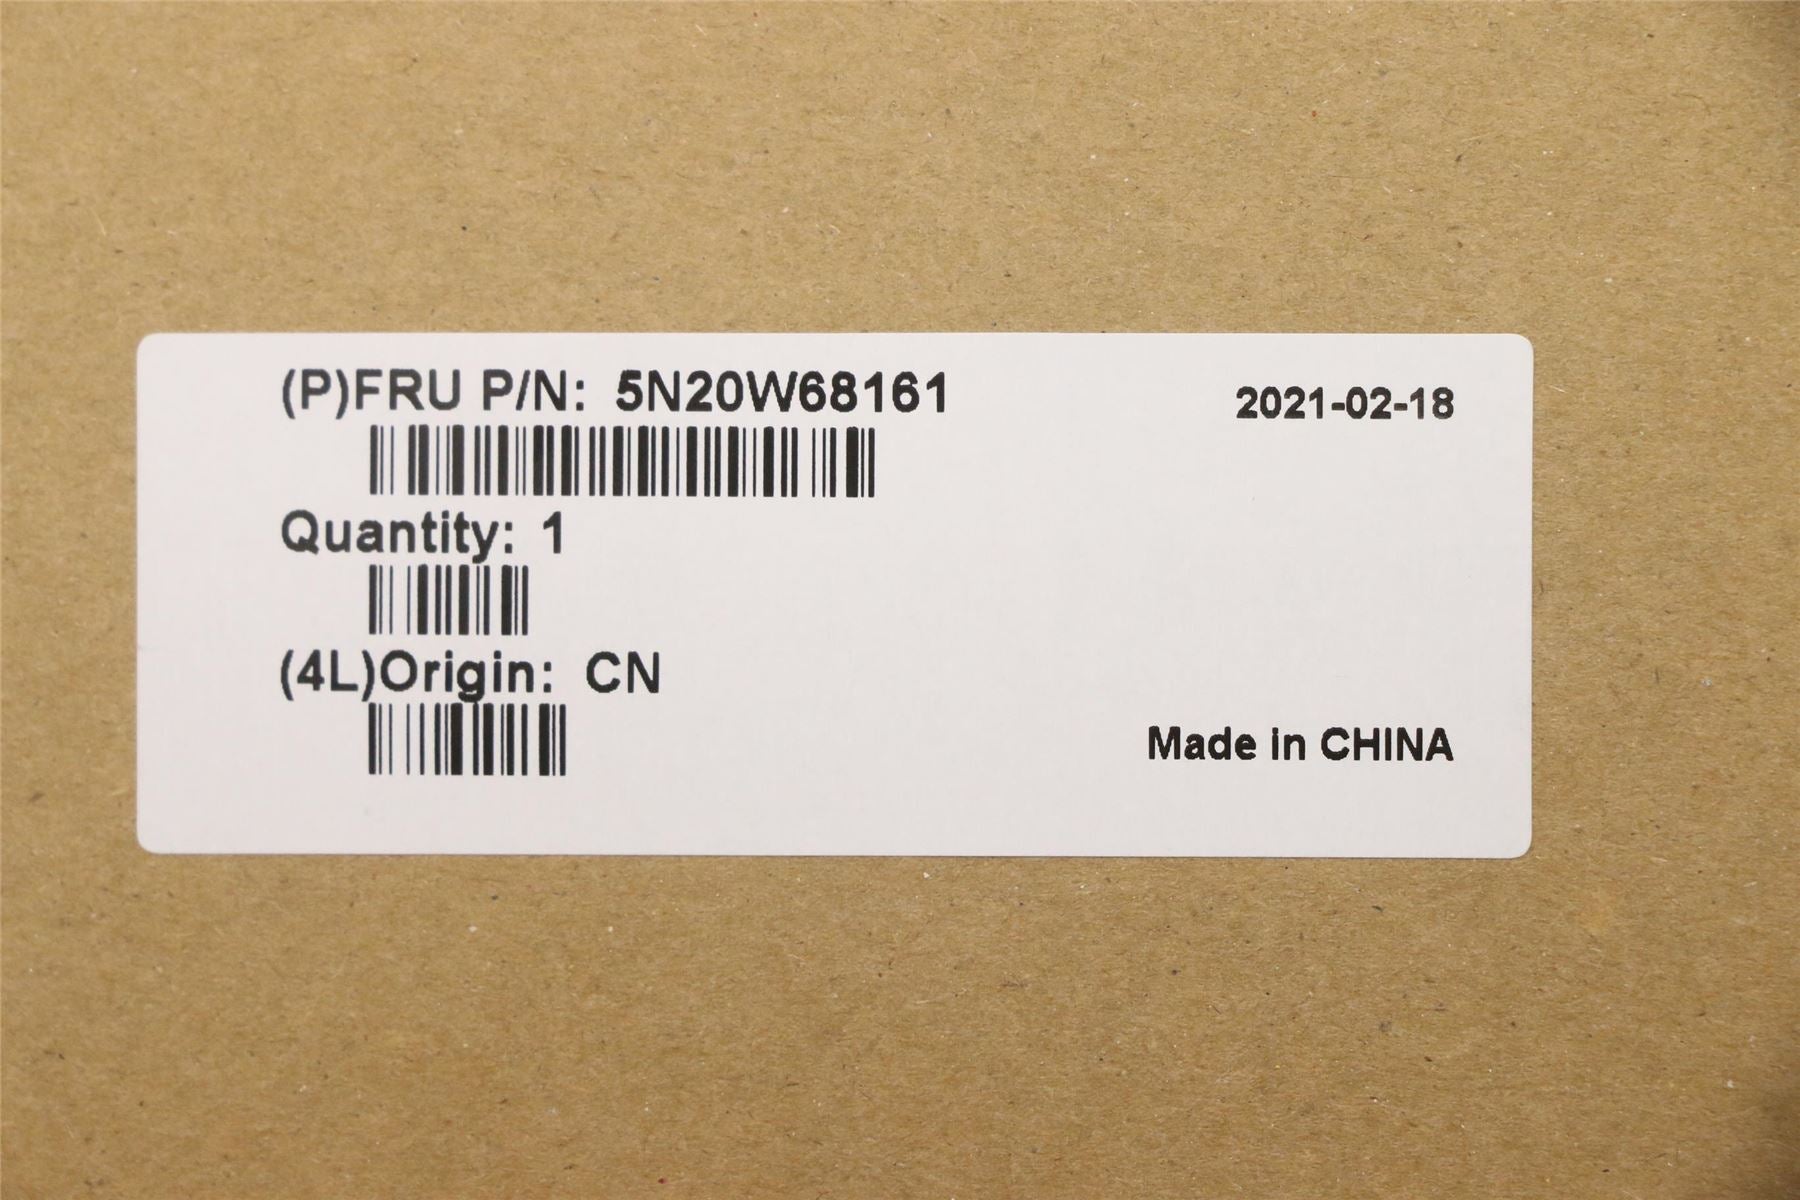 (P)FRU P/N: 5N20W68161
2021-02-18
Quantity: 1
(4L)Origin: CN
Made in CHINA